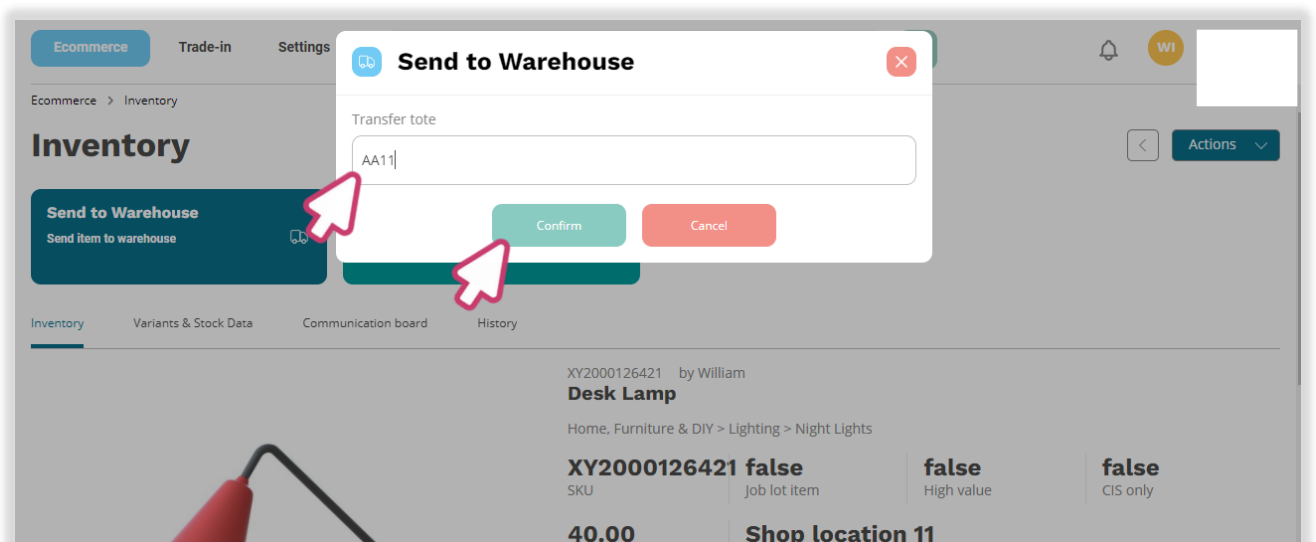 Ecommerce Trade-in Settings
Send to Warehouse
WI
Ecommerce > Inventory
Transfer tote
Inventory
AA11
Actions
Send to Warehouse
Send item to warehouse
Confirm Cancel
Inventory Variants & Stock Data Communication board History
XY2000126421 by William
Desk Lamp
Home, Furniture & DIY > Lighting > Night Lights
XY2000126421 false false false
SKU Job lot item High value CIS only
40.00 Shop location 11